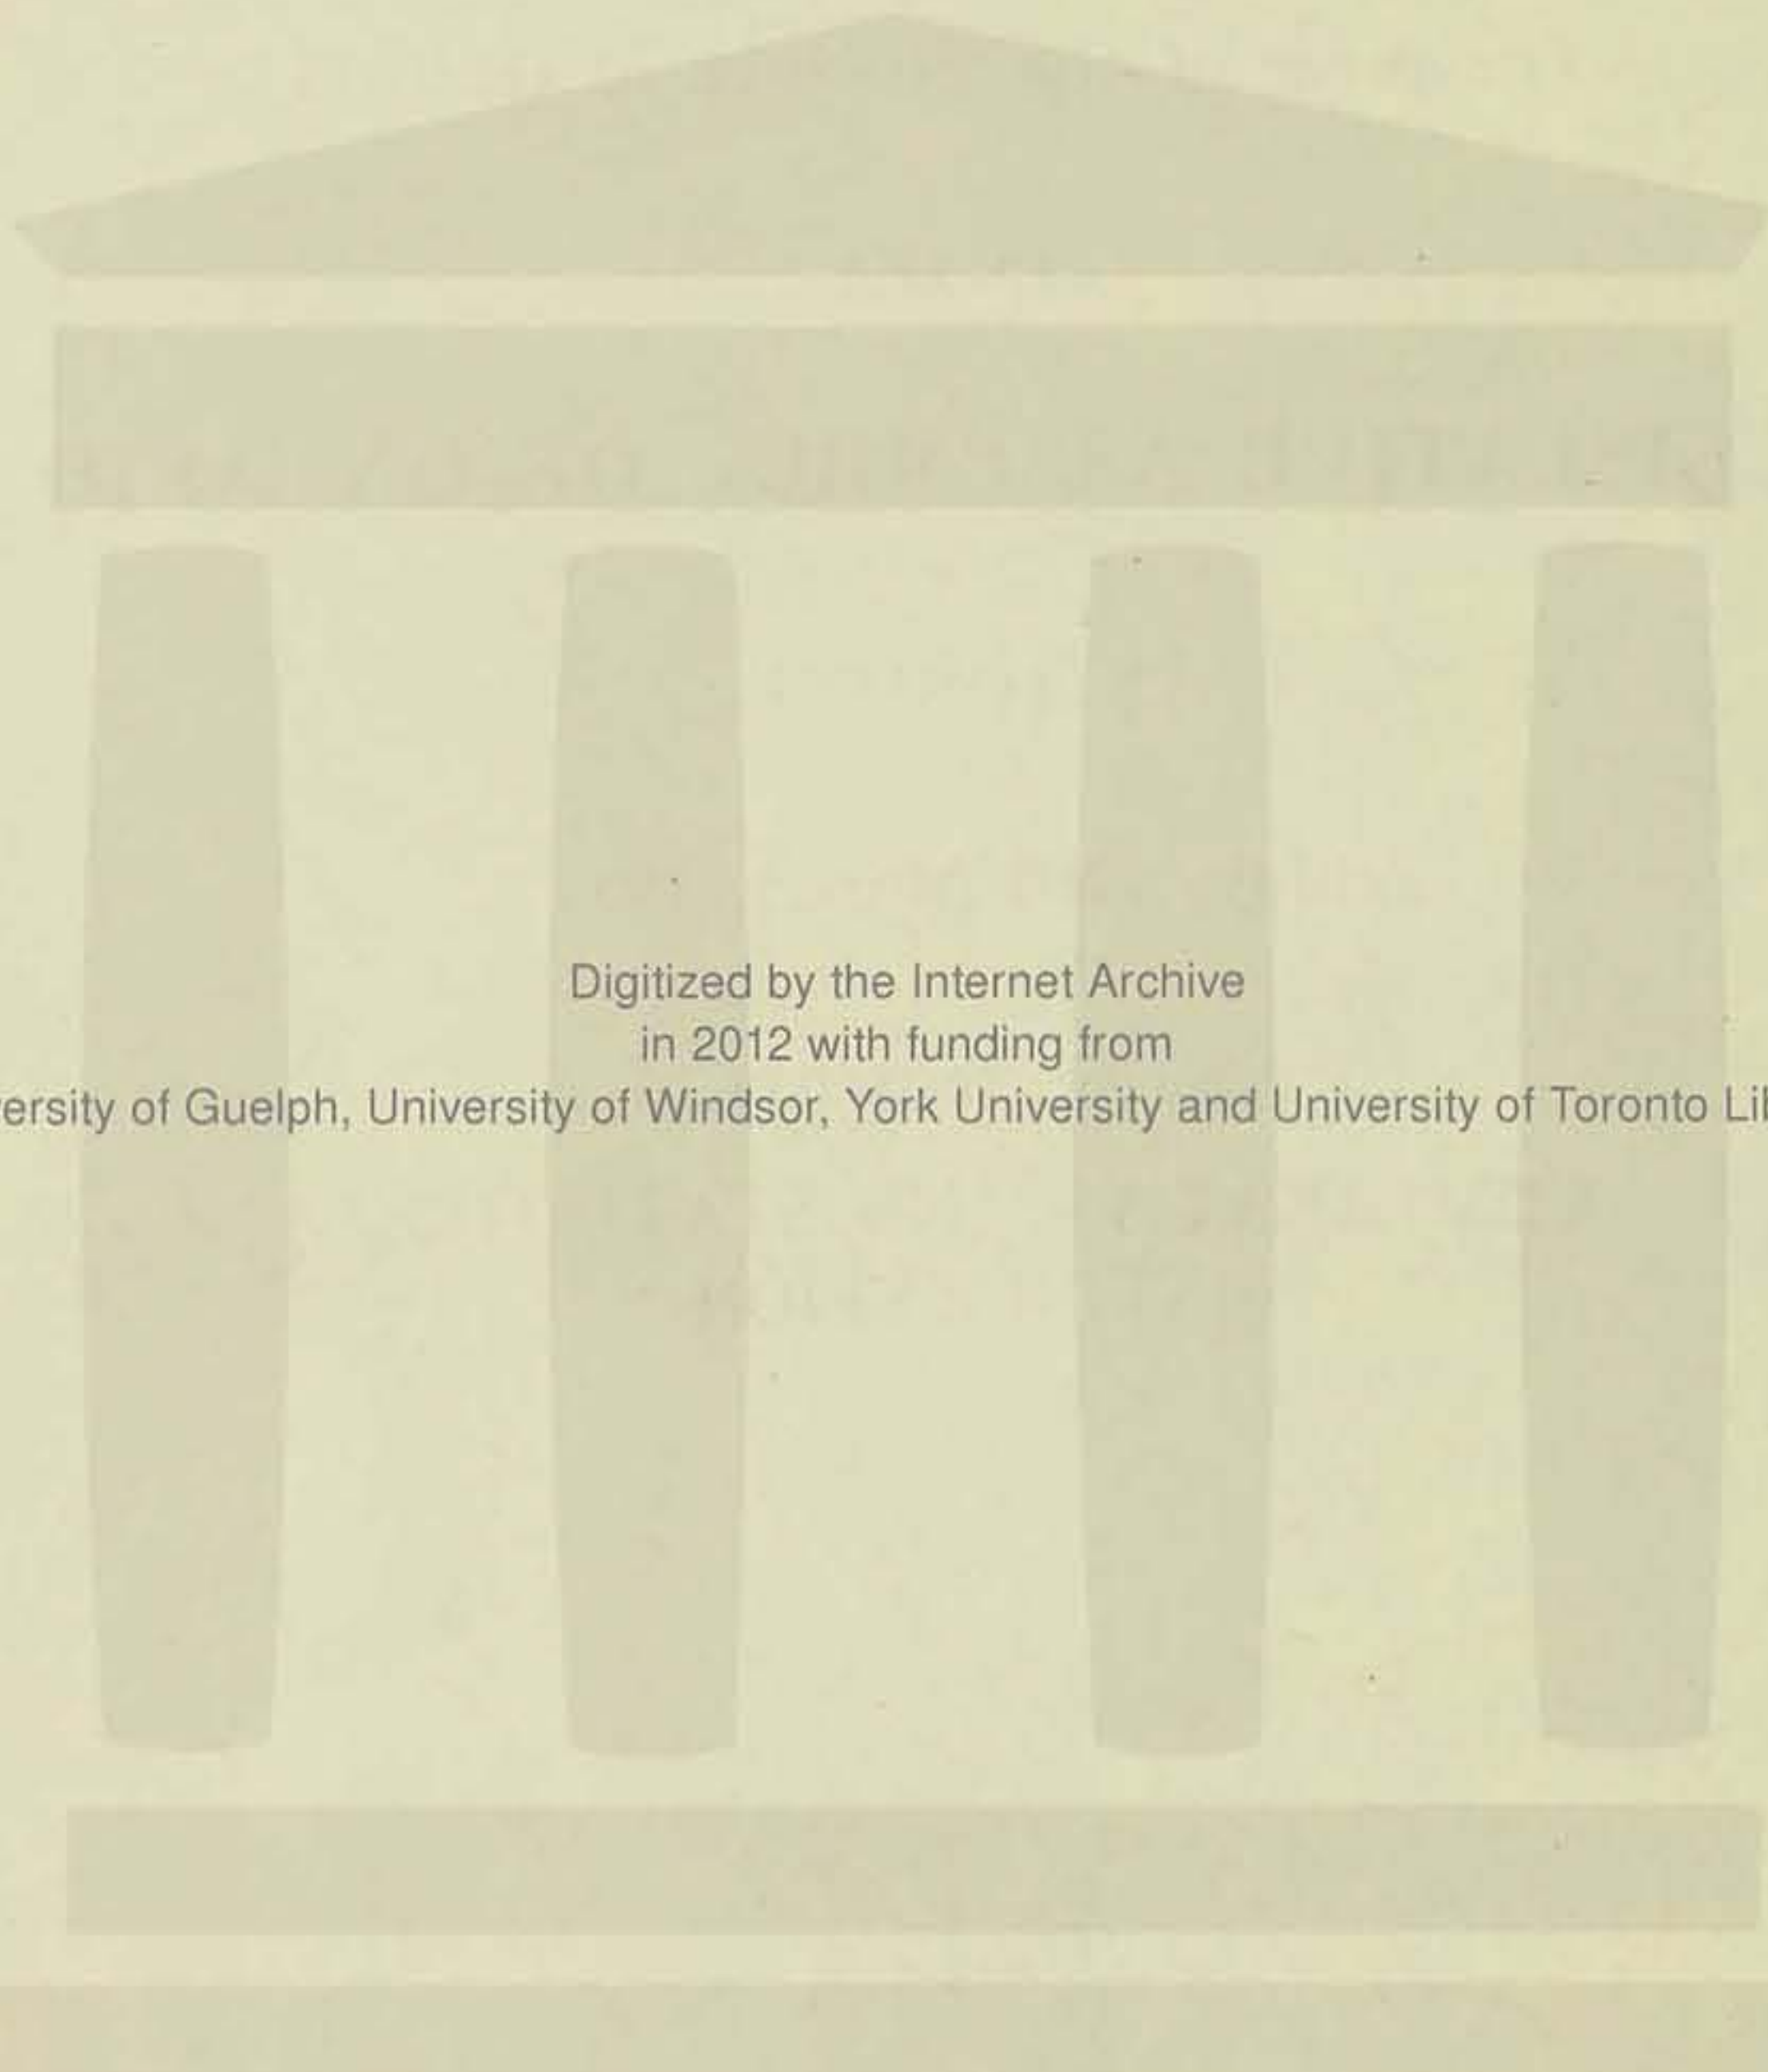 Digitized by the Internet Archive
in 2012 with funding from
ersity of Guelph, University of Windsor, York University and University of Toronto Lib